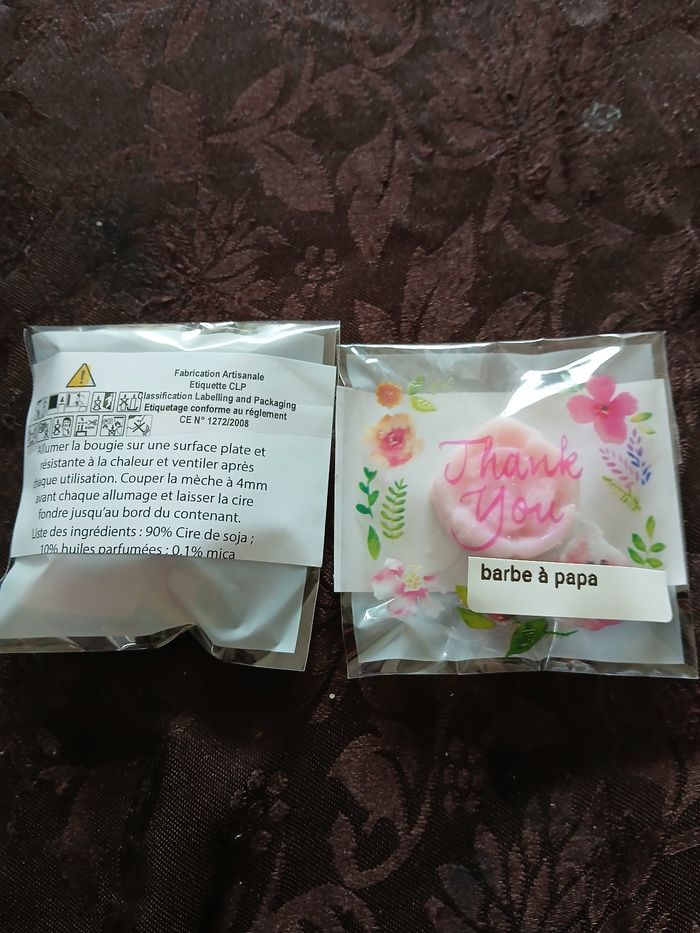 Fabrication Artisanale
Etiquette CLP
Classification Labelling and Packaging
Etiquetage conforme au réglement
CE N° 1272/2008
Allumer la bougie sur une surface plate et
résistante à la chaleur et ventiler après
chaque utilisation. Couper la mèche à 4mm
avant chaque allumage et laisser la cire
fondre jusqu'au bord du contenant.
Liste des ingrédients : 90% Cire de soja ;
10% huiles parfumées ; 0.1% mica
Thank
You
barbe à papa